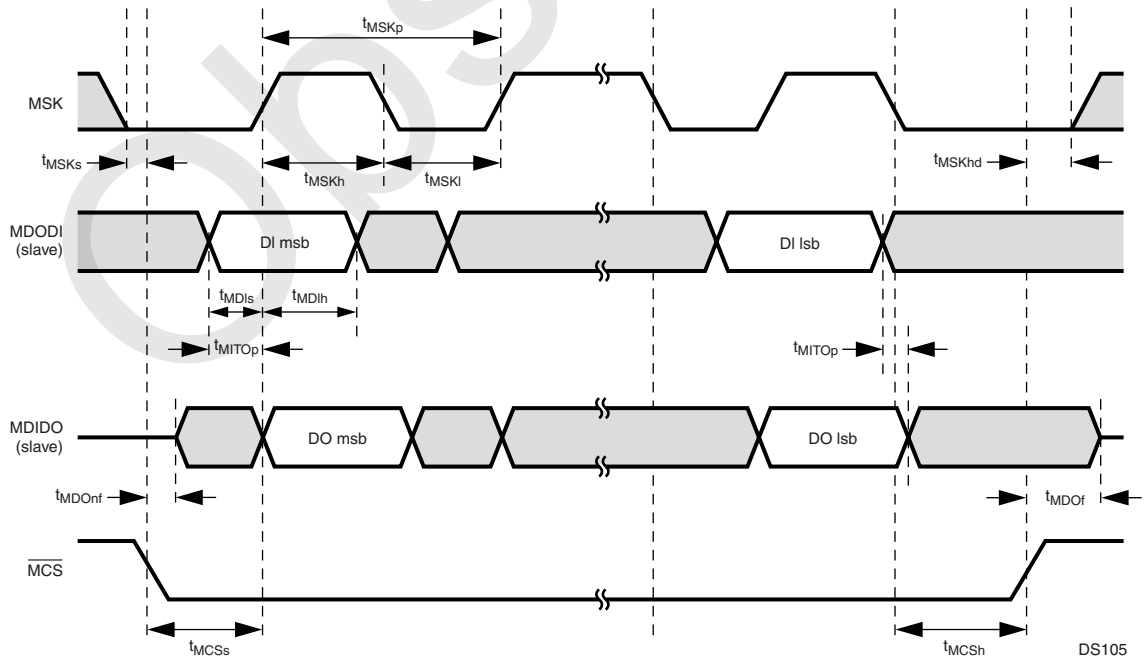 Obs
tMSKp
MSK
tMSKs
tMSKh
tMSKl
tMSKhd
MDODI
(slave)
DI msb
DI lsb
tMDIs
tMDIh
tMITOp
tMITOp
MDIDO
(slave)
DO msb
DO lsb
tMDOnf
tMDOf
MCS
tMCSs
tMCSh
DS105